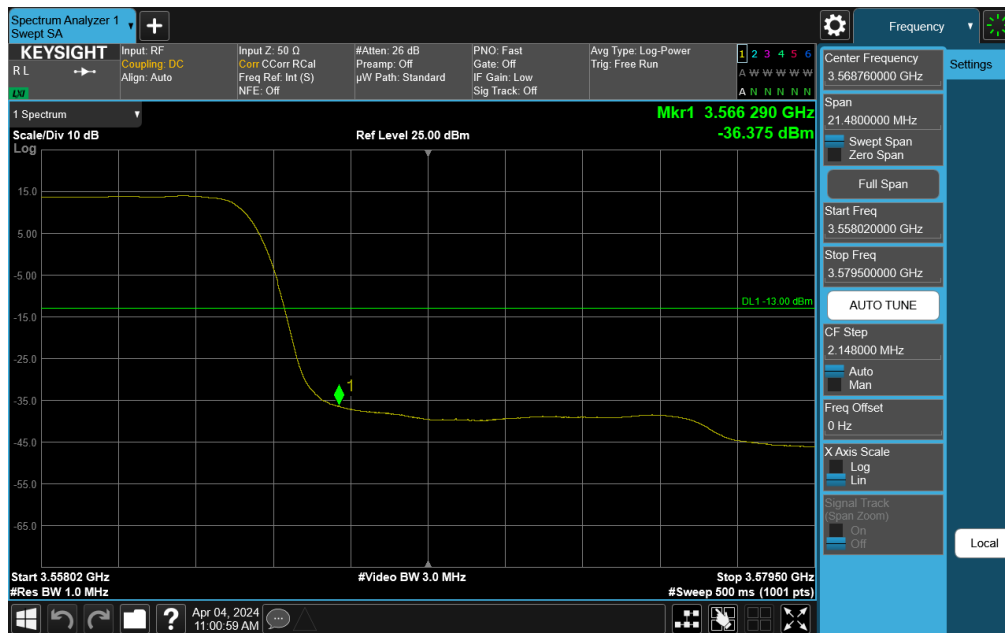 Spectrum Analyzer 1
Swept SA
Frequency
KEYSIGHT
R L
LXI
Input: RF
Coupling: DC
Align: Auto
Input Z: 50 Ω
Corr CCorr RCal
Freq Ref: Int (S)
NFE: Off
#Atten: 26 dB
Preamp: Off
µW Path: Standard
PNO: Fast
Gate: Off
IF Gain: Low
Sig Track: Off
Avg Type: Log-Power
Trig: Free Run
1 2 3 4 5 6
A W W W W W
A N N N N N
Settings
Center Frequency
3.568760000 GHz
Span
21.4800000 MHz
Swept Span
Zero Span
Full Span
Start Freq
3.558020000 GHz
Stop Freq
3.579500000 GHz
AUTO TUNE
CF Step
2.148000 MHz
Auto
Man
Freq Offset
0 Hz
X Axis Scale
Log
Lin
Signal Track
(Span Zoom)
On
Off
Local
1 Spectrum
Mkr1 3.566 290 GHz
Scale/Div 10 dB
Ref Level 25.00 dBm
-36.375 dBm
Log
15.0
5.00
-5.00
DL1 -13.00 dBm
-15.0
-25.0
1
-35.0
-45.0
-55.0
-65.0
Start 3.55802 GHz
#Video BW 3.0 MHz
Stop 3.57950 GHz
#Res BW 1.0 MHz
#Sweep 500 ms (1001 pts)
?
Apr 04, 2024
11:00:59 AM